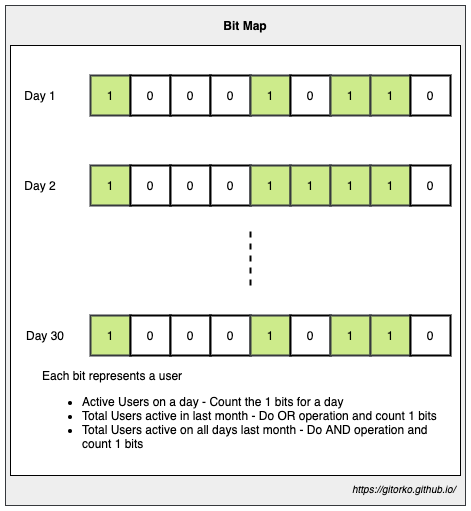 Bit Map
Day 1 1 0 0 0 1 0 1 1 0
Day 2 1 0 0 0 1 1 1 1 0
Day 30 1 0 0 0 1 0 1 1 0
Each bit represents a user
• Active Users on a day - Count the 1 bits for a day
• Total Users active in last month - Do OR operation and count 1 bits
• Total Users active on all days last month - Do AND operation and
count 1 bits
https://gitorko.github.io/